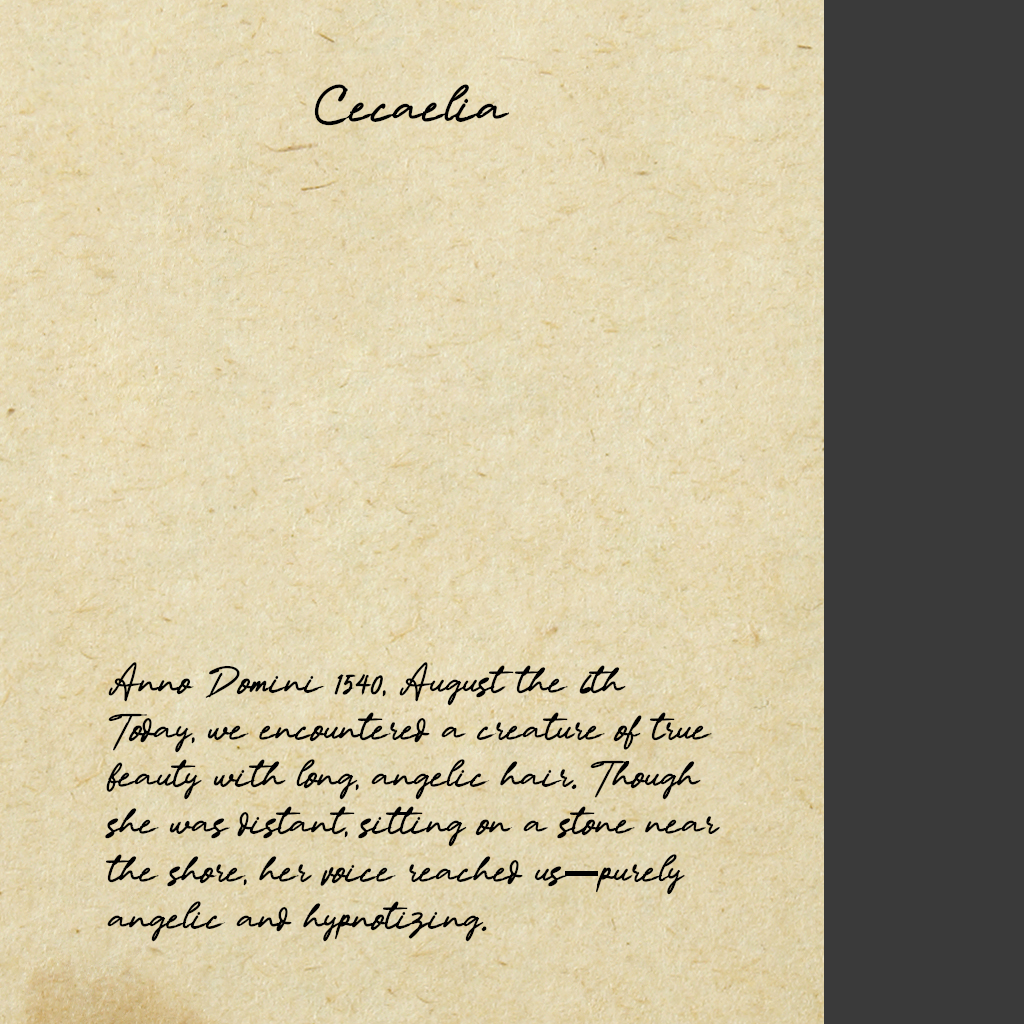 Cecaelia
Anno Domini 1540, August the 6th
Today, we encountered a creature of true
beauty with long, angelic hair. Though
she was distant, sitting on a stone near
the shore, her voice reached us—purely
angelic and hypnotizing.